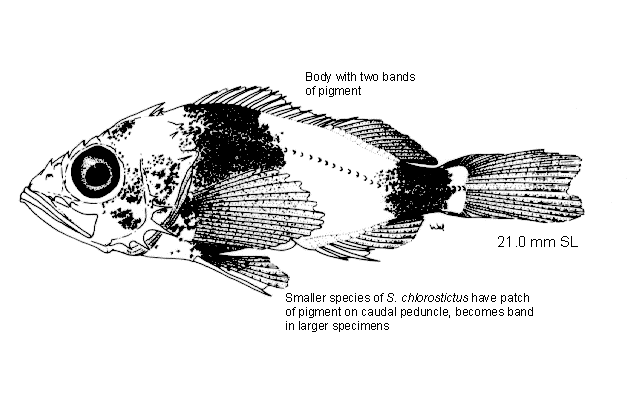 Body with two bands
of pigment
21.0 mm SL
Smaller species of S. chlorostictus have patch
of pigment on caudal peduncle, becomes band
in larger specimens